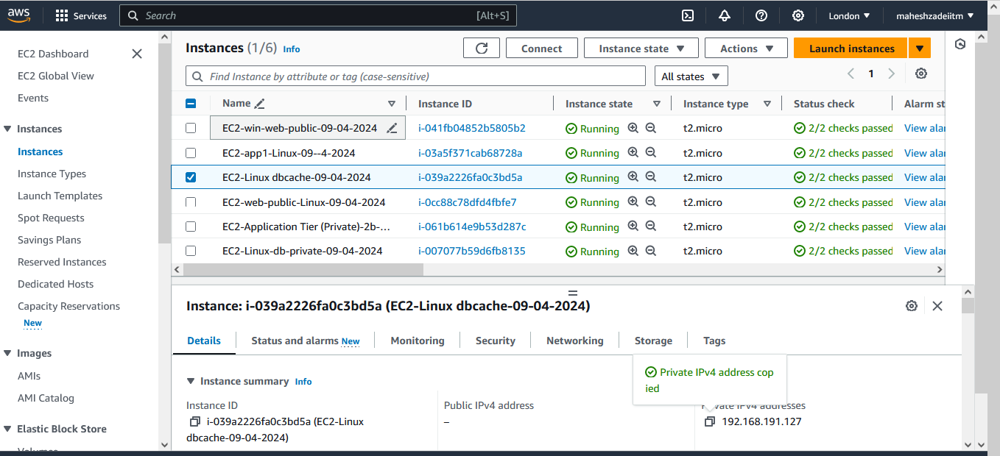 aws Services Search [Alt+S] London maheshzadeiitm
EC2 Dashboard
EC2 Global View
Events
Instances
Instances
Instance Types
Launch Templates
Spot Requests
Savings Plans
Reserved Instances
Dedicated Hosts
Capacity Reservations
New
Images
AMIs
AMI Catalog
Elastic Block Store
Volumes
Instances (1/6) Info Connect Instance state Actions Launch instances
Find Instance by attribute or tag (case-sensitive) All states 1
Name Instance ID Instance state Instance type Status check Alarm st
EC2-win-web-public-09-04-2024 i-041fb04852b5805b2 Running t2.micro 2/2 checks passed View alar
EC2-app1-Linux-09--4-2024 i-03a5f371cab68728a Running t2.micro 2/2 checks passed View alar
EC2-Linux dbcache-09-04-2024 i-039a2226fa0c3bd5a Running t2.micro 2/2 checks passed View alar
EC2-web-public-Linux-09-04-2024 i-0cc88c78dfd4fbfe7 Running t2.micro 2/2 checks passed View alar
EC2-Application Tier (Private)-2b-... i-061b614e9b53d287c Running t2.micro 2/2 checks passed View alar
EC2-Linux-db-private-09-04-2024 i-007077b59d6fb8135 Running t2.micro 2/2 checks passed View alar
Instance: i-039a2226fa0c3bd5a (EC2-Linux dbcache-09-04-2024)
Details Status and alarms New Monitoring Security Networking Storage Tags
Private IPv4 address cop
ied
Instance summary Info
Instance ID
i-039a2226fa0c3bd5a (EC2-Linux
dbcache-09-04-2024)
Public IPv4 address
–
Private IPv4 addresses
192.168.191.127